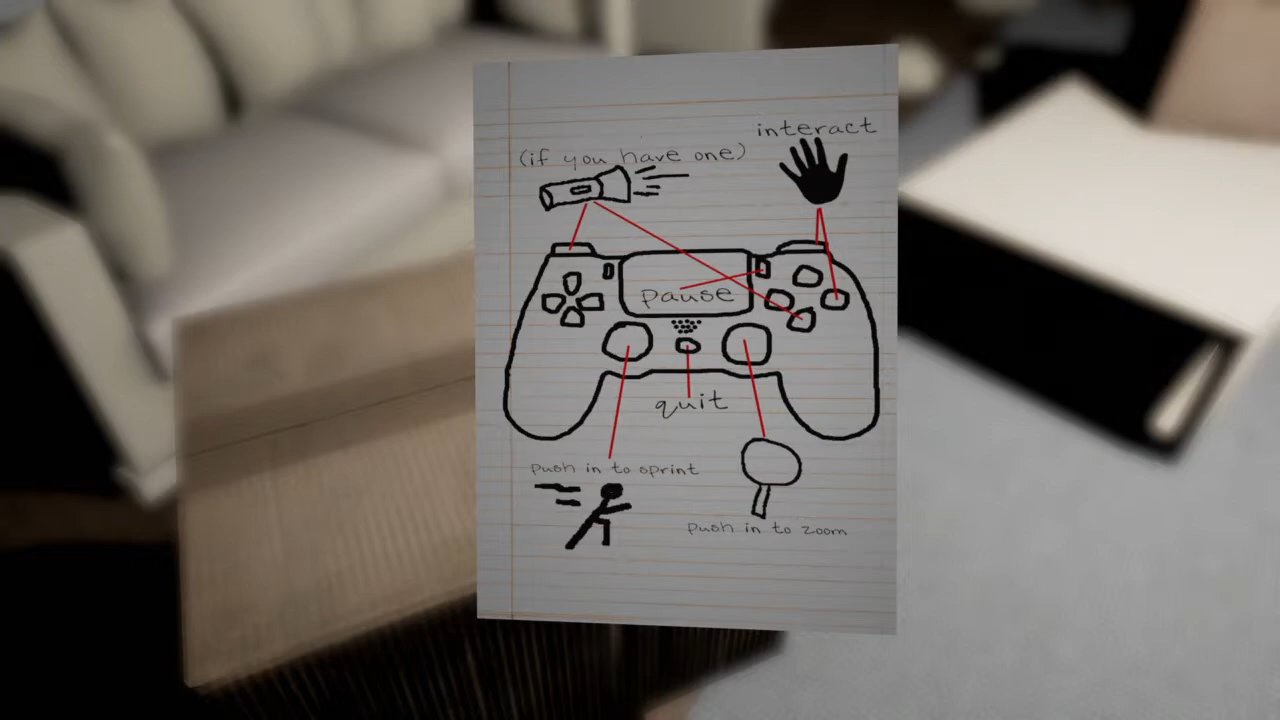 interact
(if you have one)
pause
quit
push in to sprint
push in to zoom